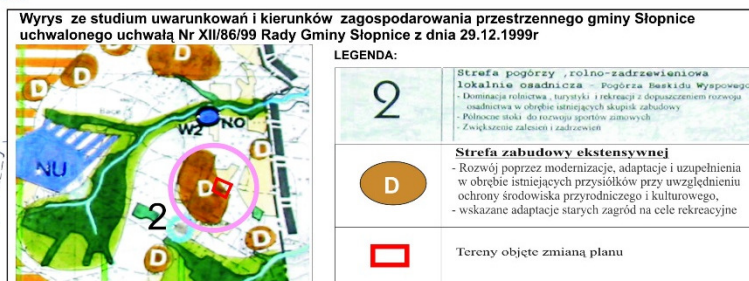 Wyrys ze studium uwarunkowań i kierunków zagospodarowania przestrzennego gminy Słopnice
uchwalonego uchwałą Nr XII/86/99 Rady Gminy Słopnice z dnia 29.12.1999r
LEGENDA:
D
D
D
W2
NO
NU
D
2
D
D
D
2
Strefa pogórzy ,rolno-zadrzewieniowa
lokalnie osadnicza - Pogórza Beskidu Wyspowego
- Dominacja rolnictwa , turystyki i rekreacji z dopuszczeniem rozwoju
osadnictwa w obrębie istniejących skupisk zabudowy
- Północne stoki do rozwoju sportów zimowych
- Zwiększenie zalesień i zadrzewień
D
Strefa zabudowy ekstensywnej
- Rozwój poprzez modernizacje, adaptacje i uzupełnienia
w obrębie istniejących przysiółków przy uwzględnieniu
ochrony środowiska przyrodniczego i kulturowego,
- wskazane adaptacje starych zagród na cele rekreacyjne
Tereny objęte zmianą planu